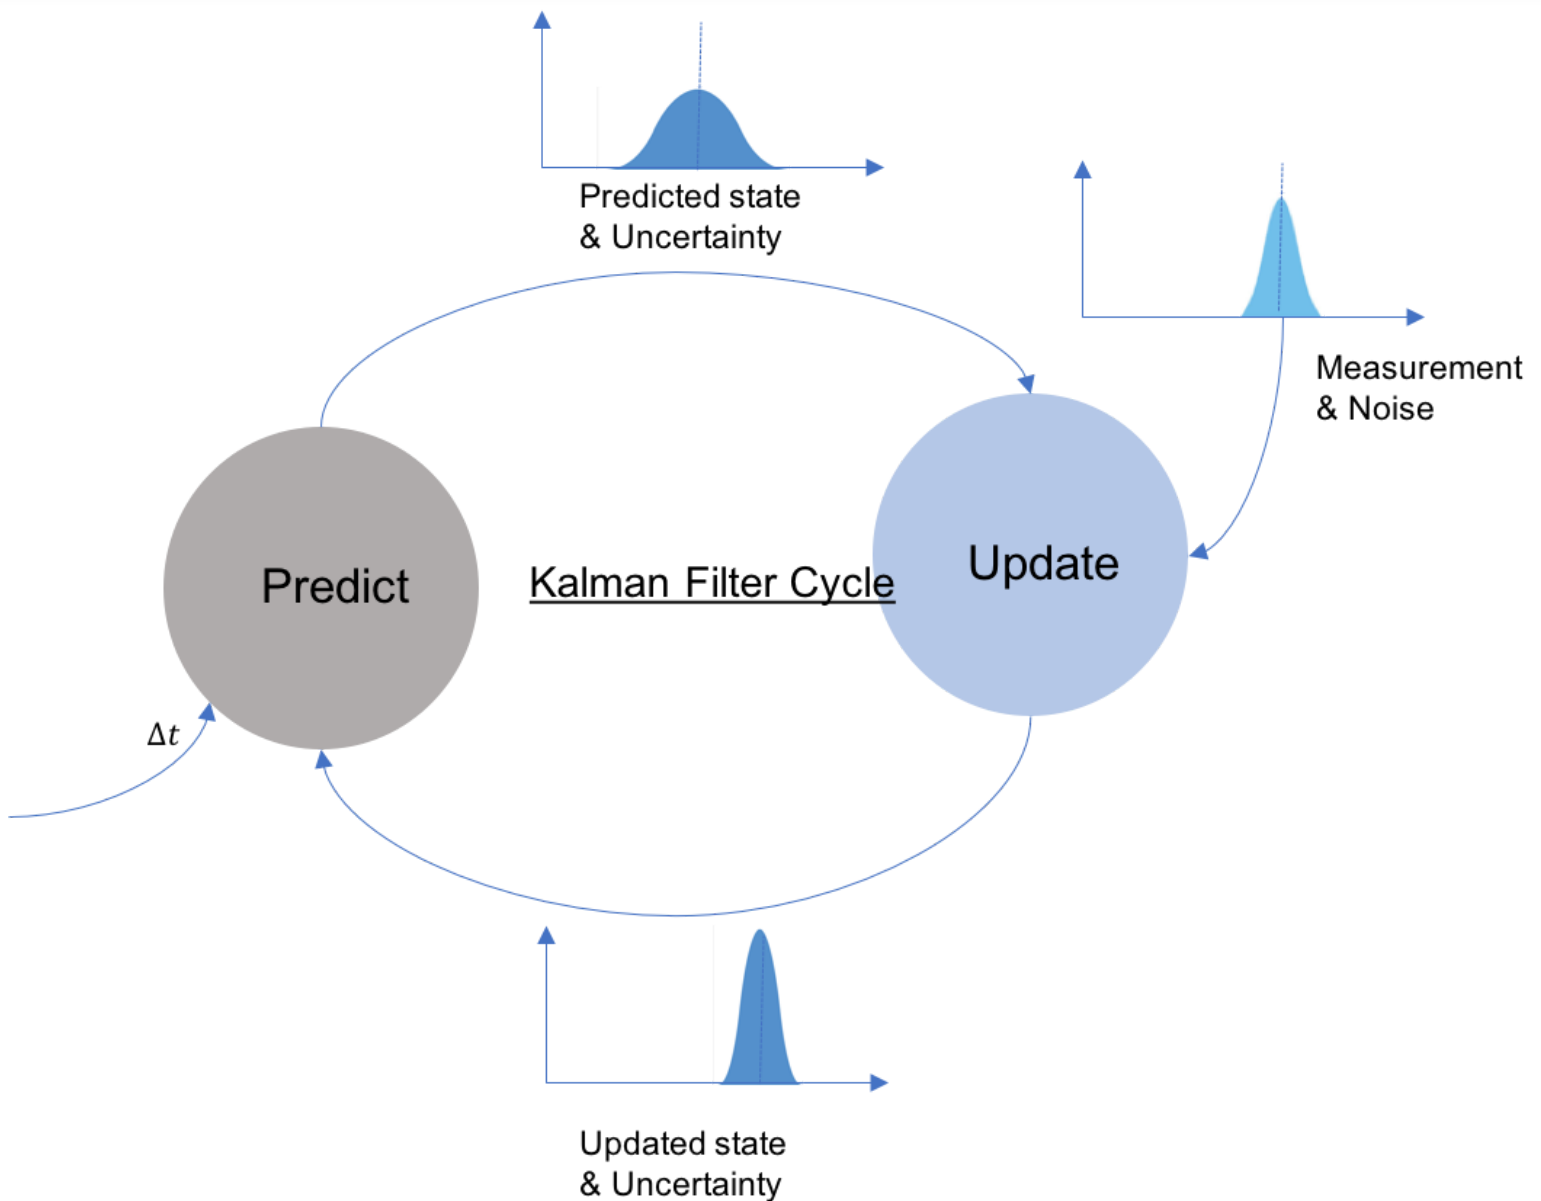 Predicted state
& Uncertainty
Measurement
& Noise
Predict
Kalman Filter Cycle
Update
Δt
Updated state
& Uncertainty